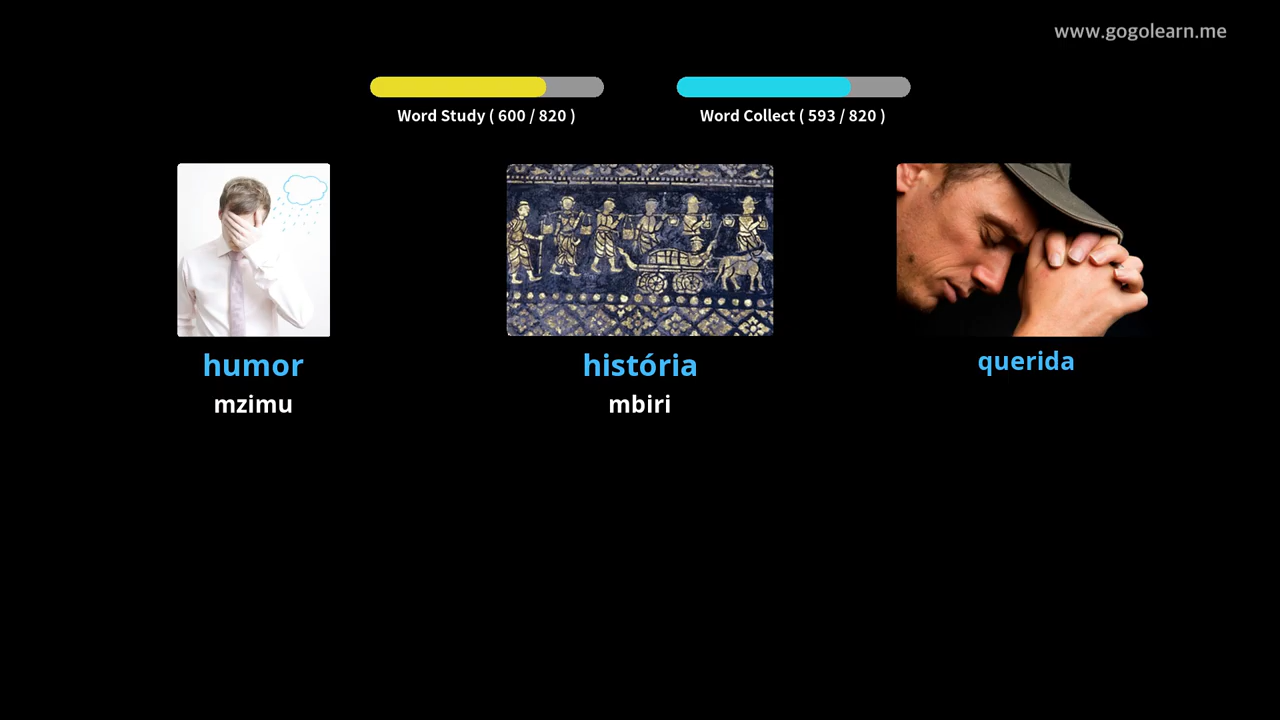 www.gogolearn.me
Word Study ( 600 / 820 )
Word Collect ( 593 / 820 )
humor
história
querida
mzimu
mbiri